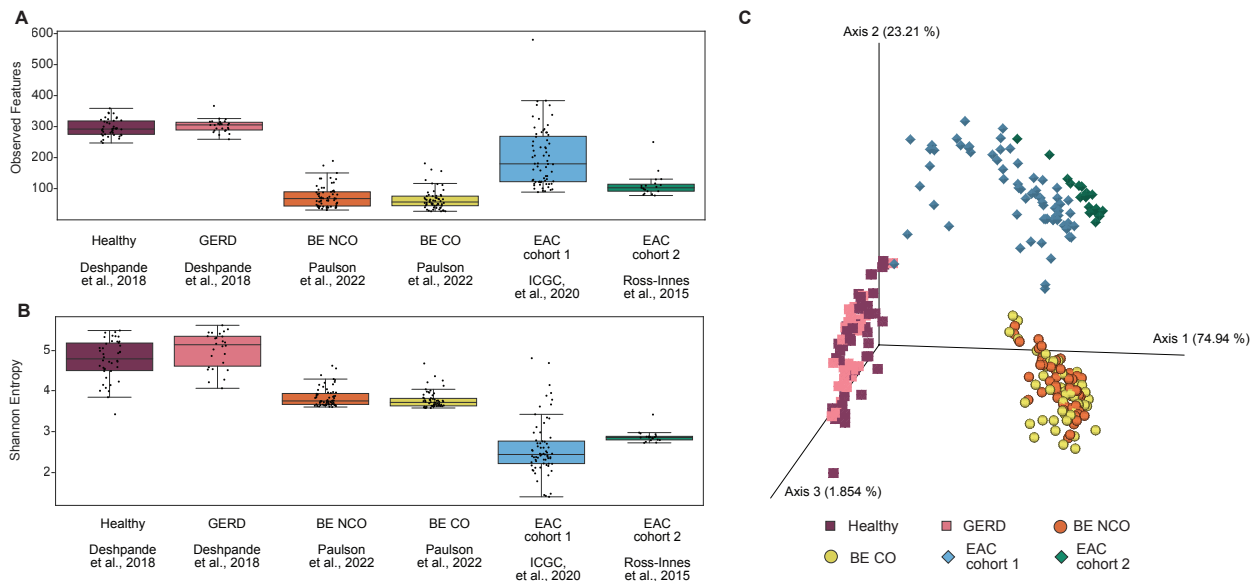 A
Observed Features
600
500
400
300
200
100
Healthy
Deshpande
et al., 2018
GERD
Deshpande
et al., 2018
BE NCO
Paulson
et al., 2022
BE CO
Paulson
et al., 2022
EAC
cohort 1
ICGC,
et al., 2020
EAC
cohort 2
Ross-Innes
et al., 2015
B
Shannon Entropy
5
4
3
2
Healthy
Deshpande
et al., 2018
GERD
Deshpande
et al., 2018
BE NCO
Paulson
et al., 2022
BE CO
Paulson
et al., 2022
EAC
cohort 1
ICGC,
et al., 2020
EAC
cohort 2
Ross-Innes
et al., 2015
C
Axis 2 (23.21 %)
Axis 1 (74.94 %)
Axis 3 (1.854 %)
Healthy
GERD
BE NCO
BE CO
EAC
cohort 1
EAC
cohort 2